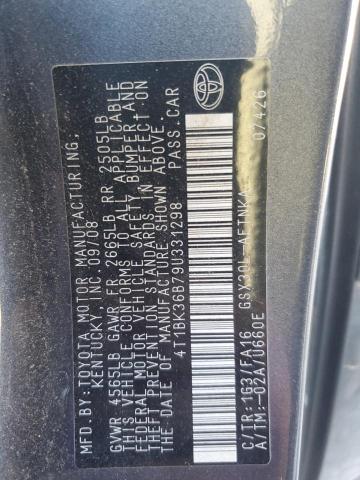 MFD.BY:TOYOTA MOTOR MANUFACTURING,
KENTUCKY, INC. 09/08
GVWR 4565LB GAWR FR 2665LB RR 2505LB
THIS VEHICLE CONFORMS TO ALL APPLICABLE
FEDERAL MOTOR VEHICLE SAFETY, BUMPER, AND
THEFT PREVENTION STANDARDS IN EFFECT ON
THE DATE OF MANUFACTURE SHOWN ABOVE.
4T1BK36B79U331298 PASS.CAR
07426
GSV30L-AETNKA
C/TR:1G3/FA16
A/TM:-02A/U660E
TOYOTA